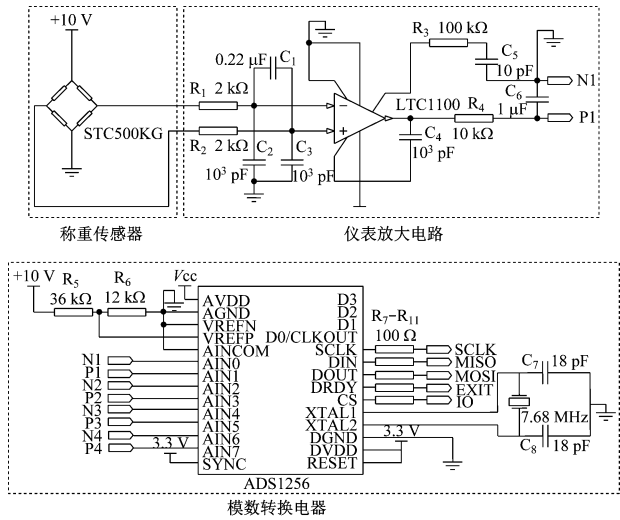 +10 V
R₃ 100 kΩ
0.22 μF C₁
C₅
10 pF
N1
R₁ 2 kΩ
LTC1100
C₆
R₄
1 μF
P1
STC500KG
R₂ 2 kΩ
C₂
C₃
C₄
10 kΩ
10³ pF
10³ pF
10³ pF
称重传感器
仪表放大电路
+10 V
R₅
R₆
Vcc
36 kΩ
12 kΩ
AVDD
AGND
VREFN
VREFP
AINCOM
AIN0
AIN1
AIN2
AIN3
AIN4
AIN5
AIN6
AIN7
SYNC
D3
D2
D1
D0/CLKOUT
SCLK
DIN
DOUT
DRDY
CS
XTAL1
XTAL2
DGND
DVDD
RESET
N1
P1
N2
P2
N3
P3
N4
P4
3.3 V
R₇-R₁₁
100 Ω
SCLK
MISO
MOSI
EXIT
IO
3.3 V
C₇ 18 pF
7.68 MHz
C₈ 18 pF
ADS1256
模数转换电器